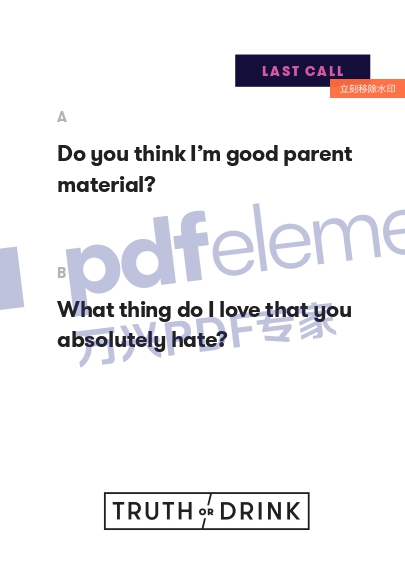 LAST CALL
立刻移除水印
A
Do you think I’m good parent
material?
pdfeleme
B
What thing do I love that you
absolutely hate?
万兴PDF专家
TRUTH OR DRINK